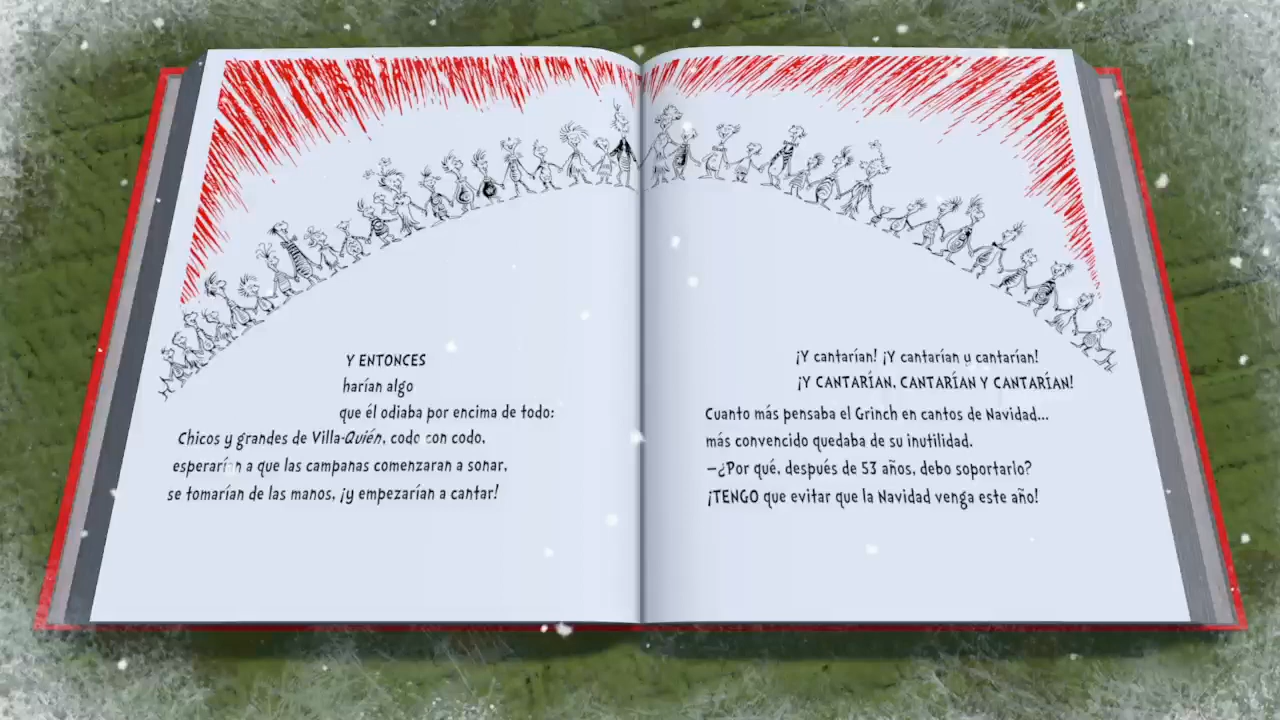 Y ENTONCES
harían algo
que él odiaba por encima de todo:
Chicos y grandes de Villa-Quién, codo con codo,
esperarían a que las campanas comenzaran a sonar,
se tomarían de las manos, ¡y empezarían a cantar!
¡Y cantarían! ¡Y cantarían y cantarían!
¡Y CANTARÍAN, CANTARÍAN Y CANTARÍAN!
Cuanto más pensaba el Grinch en cantos de Navidad...
más convencido quedaba de su inutilidad.
—¿Por qué, después de 53 años, debo soportarlo?
¡TENGO que evitar que la Navidad venga este año!